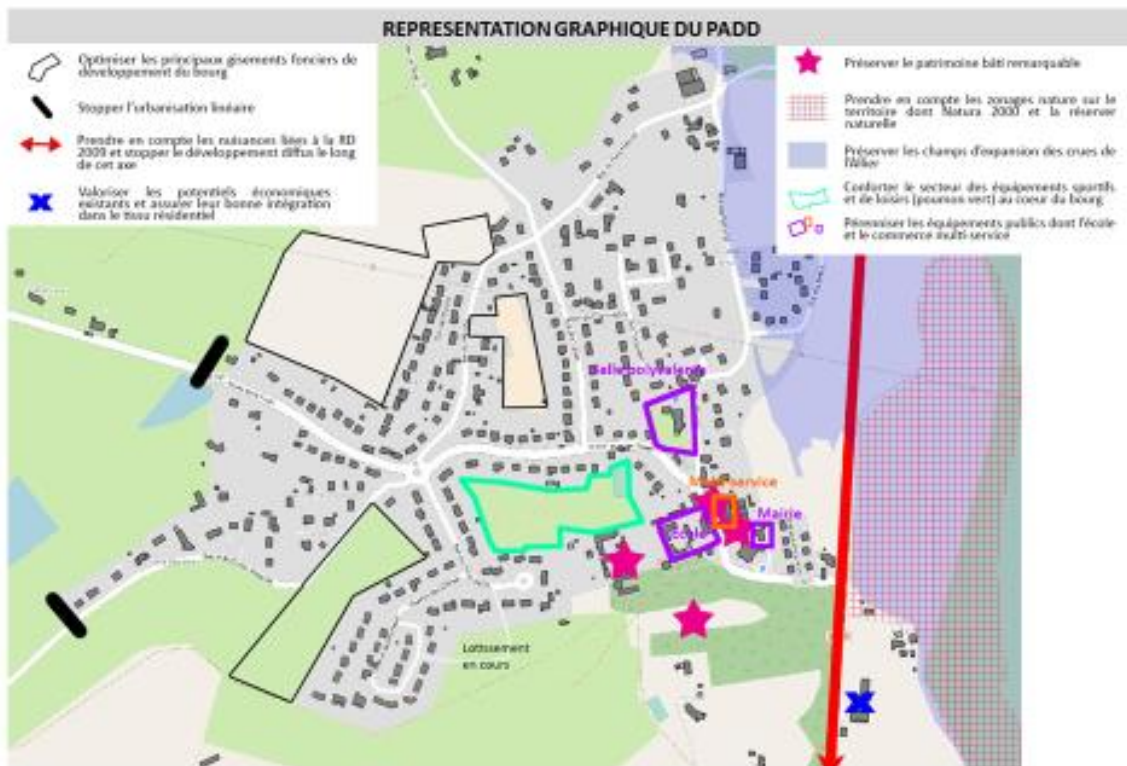 REPRESENTATION GRAPHIQUE DU PADD
Optimiser les principaux gisements fonciers de
développement du bourg
Stopper l'urbanisation linéaire
Prendre en compte les nuisances liées à la RD
2009 et stopper le développement diffus le long
de cet axe
Valoriser les potentiels économiques
existants et assurer leur bonne intégration
dans le tissu résidentiel
Préserver le patrimoine bâti remarquable
Prendre en compte les zonages nature sur le
territoire dont Natura 2000 et la réserver
naturelle
Préserver les champs d'expansion des crues de
l'Allier
Conforter le secteur des équipements sportifs
et de loisirs (poumon vert) au coeur du bourg
Pérenniser les équipements publics dont l'école
et le commerce multi-service
Salle polyvalente
Mairie
Ecole
Lotissement
en cours